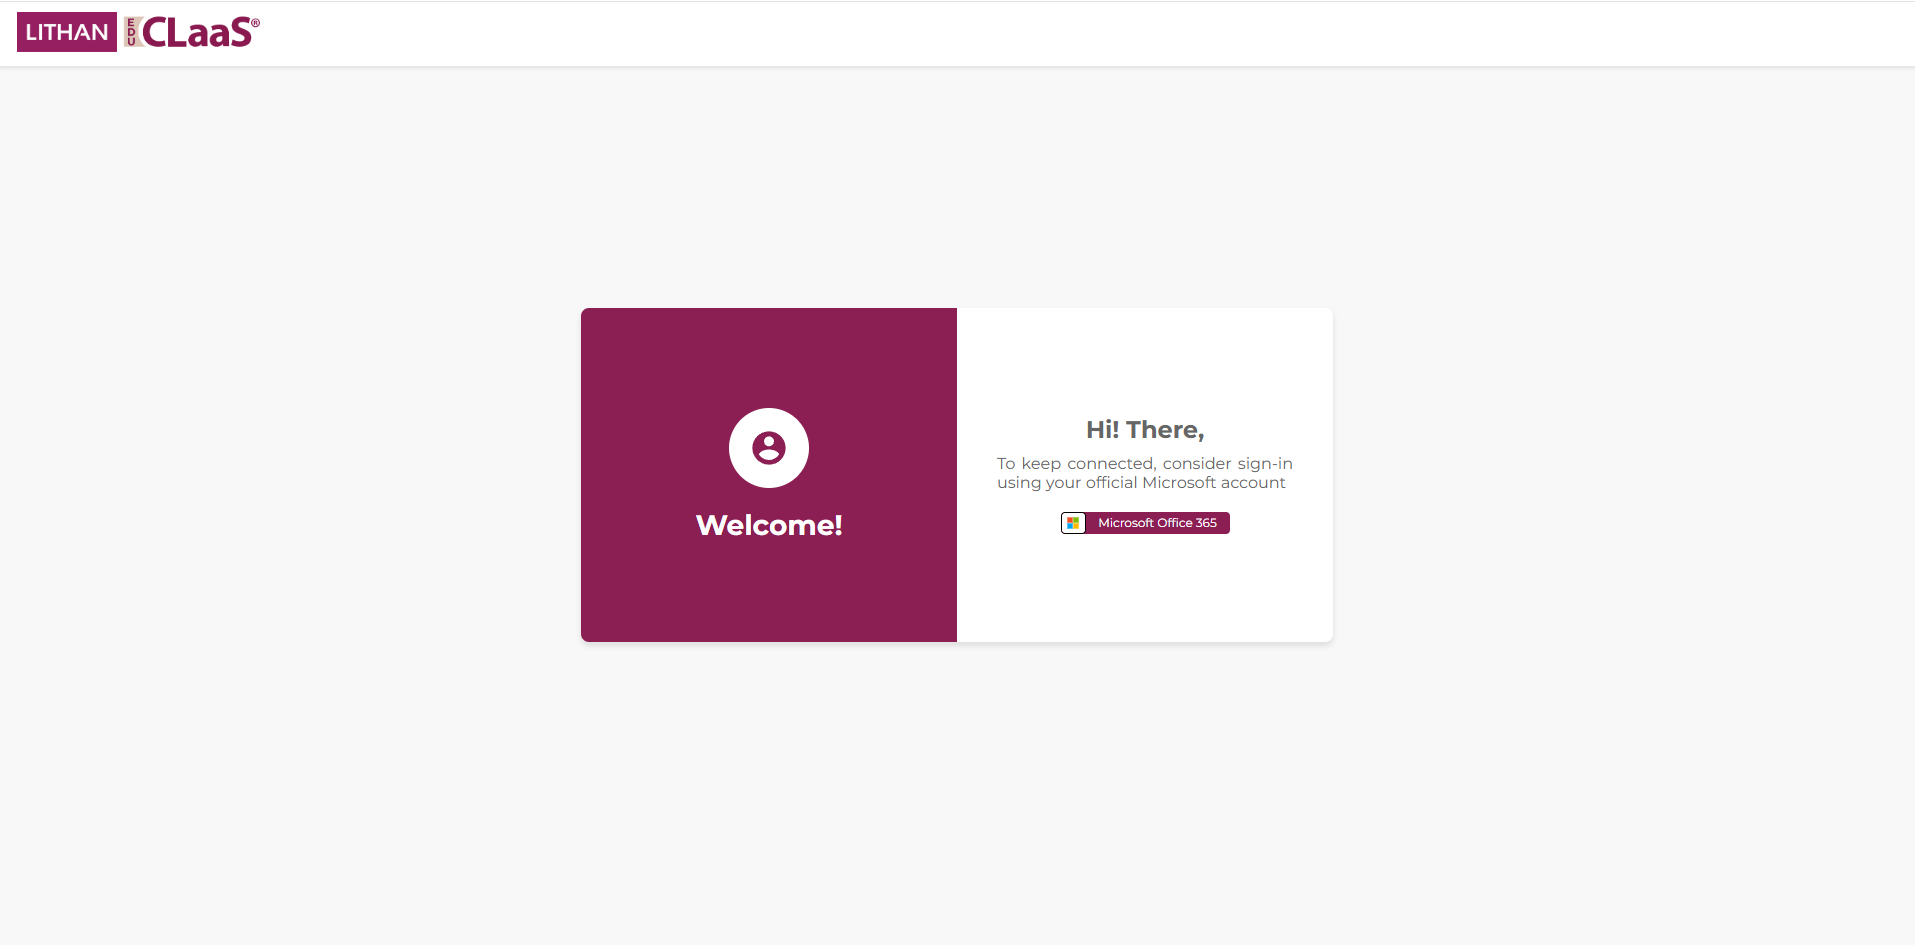 LITHAN EDU CLaaS®
Welcome!
Hi! There,
To keep connected, consider sign-in
using your official Microsoft account
Microsoft Office 365